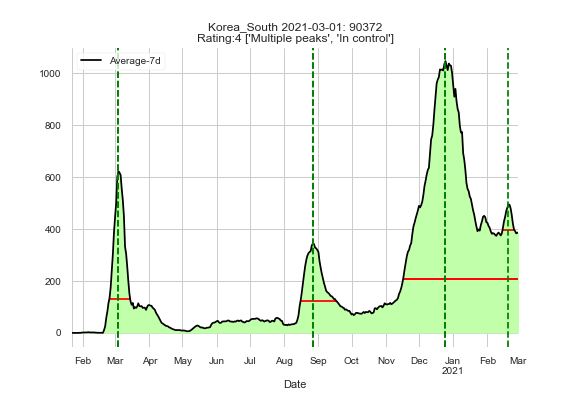 Korea_South 2021-03-01: 90372
Rating:4 ['Multiple peaks', 'In control']
Average-7d
1000
800
600
400
200
0
Feb Mar Apr May Jun Jul Aug Sep Oct Nov Dec Jan Feb Mar
2021
Date